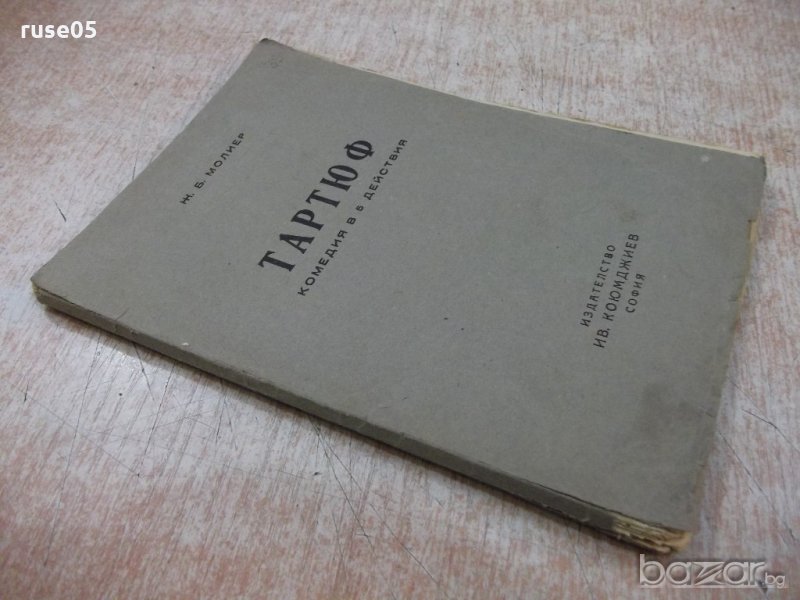 ruse05
Ж. Б. МОЛИЕР
ТАРТЮФ
КОМЕДИЯ В 5 ДЕЙСТВИЯ
ИЗДАТЕЛСТВО
ИВ. КОЮМДЖИЕВ
СОФИЯ
bazar.bg